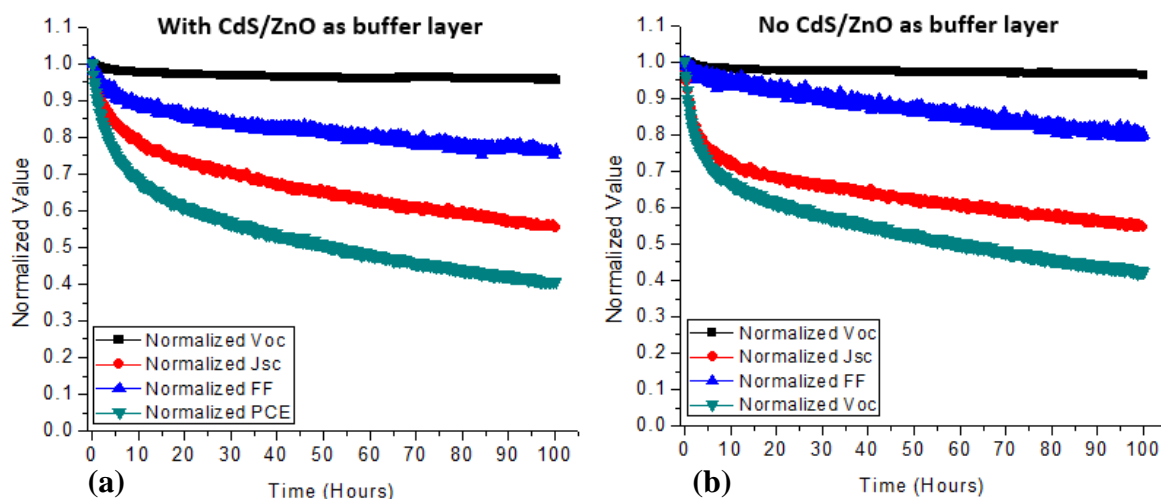 With CdS/ZnO as buffer layer
1.1
1.0
0.9
0.8
0.7
0.6
0.5
0.4
0.3
0.2
0.1
0.0
Normalized Value
Normalized Voc
Normalized Jsc
Normalized FF
Normalized PCE
0 10 20 30 40 50 60 70 80 90 100
Time (Hours)
(a)
No CdS/ZnO as buffer layer
1.1
1.0
0.9
0.8
0.7
0.6
0.5
0.4
0.3
0.2
0.1
0.0
Normalized Value
Normalized Voc
Normalized Jsc
Normalized FF
Normalized Voc
0 10 20 30 40 50 60 70 80 90 100
Time (Hours)
(b)